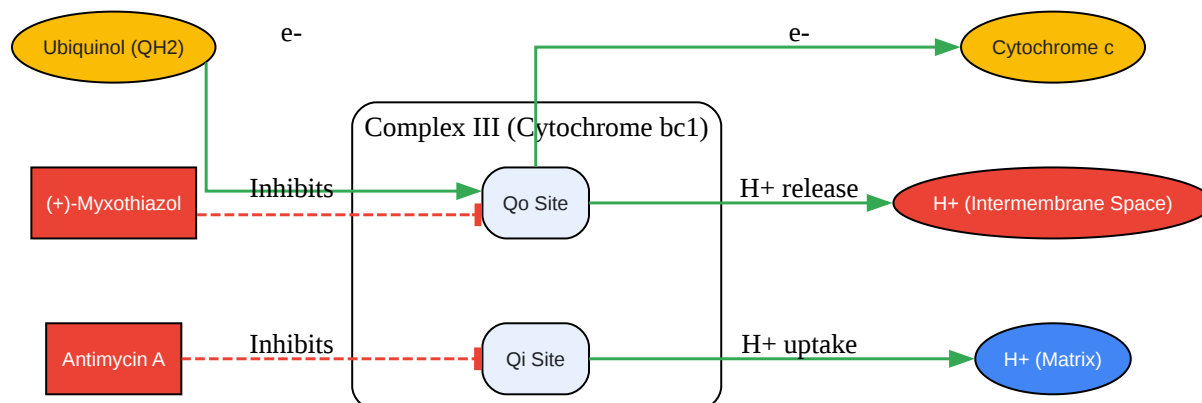 Ubiquinol (QH2)
e-
e-
Cytochrome c
Complex III (Cytochrome bc1)
(+)-Myxothiazol
Inhibits
Qo Site
H+ release
H+ (Intermembrane Space)
Antimycin A
Inhibits
Qi Site
H+ uptake
H+ (Matrix)